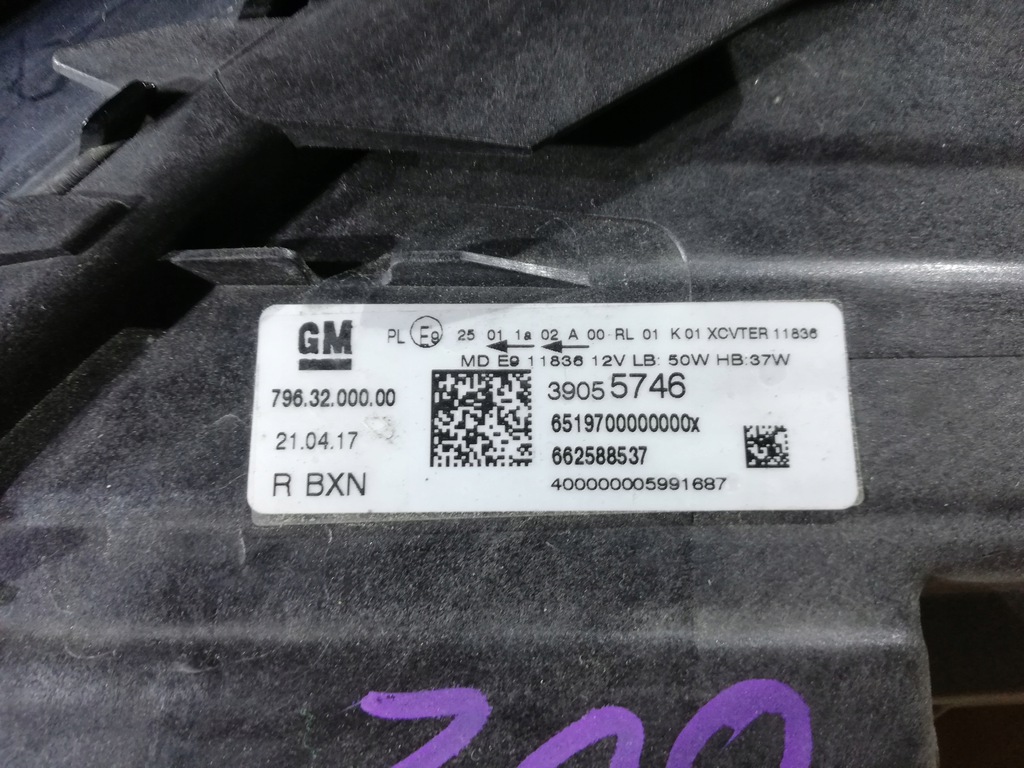 GM
PL E9 25 01 1a 02 A 00 RL 01 K 01 XCVTER 11836
MD E9 11836 12V LB: 50W HB:37W
796.32.000.00
39055746
21.04.17
6519700000000x
662588537
R BXN
400000005991687